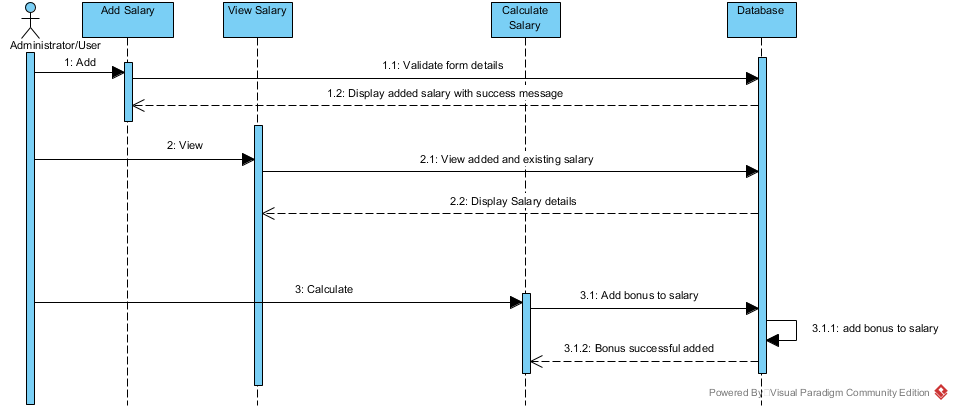 Add Salary
View Salary
Calculate
Salary
Database
Administrator/User
1: Add
1.1: Validate form details
1.2: Display added salary with success message
2: View
2.1: View added and existing salary
2.2: Display Salary details
3: Calculate
3.1: Add bonus to salary
3.1.1: add bonus to salary
3.1.2: Bonus successful added
Powered By Visual Paradigm Community Edition